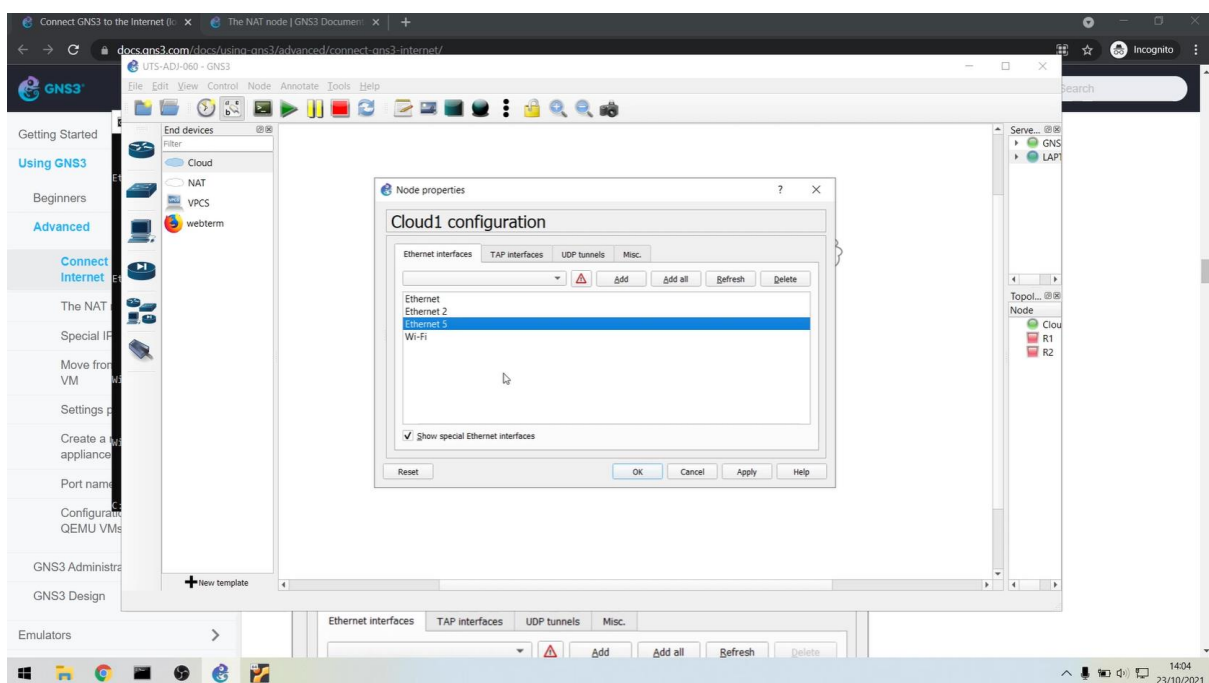 Connect GNS3 to the Internet (lo
The NAT node | GNS3 Document
docs.gns3.com/docs/using-gns3/advanced/connect-gns3-internet/
Incognito
GNS3
Search
Getting Started
Using GNS3
Beginners
Advanced
Connect
Internet
The NAT
Special IP
Move from
VM
Settings p
Create a
appliance
Port name
QEMU VMs
GNS3 Administra
GNS3 Design
Emulators
UTS-ADJ-060 - GNS3
File Edit View Control Node Annotate Tools Help
End devices
Filter
Cloud
NAT
VPCS
webterm
New template
Node properties
Cloud1 configuration
Ethernet interfaces TAP interfaces UDP tunnels Misc.
Add Add all Refresh Delete
Ethernet
Ethernet 2
Ethernet 5
Wi-Fi
Show special Ethernet interfaces
Reset OK Cancel Apply Help
Serve...
GNS
LAPT
Topol...
Node
Clou
R1
R2
Ethernet interfaces TAP interfaces UDP tunnels Misc.
Add Add all Refresh Delete
14:04
23/10/2021